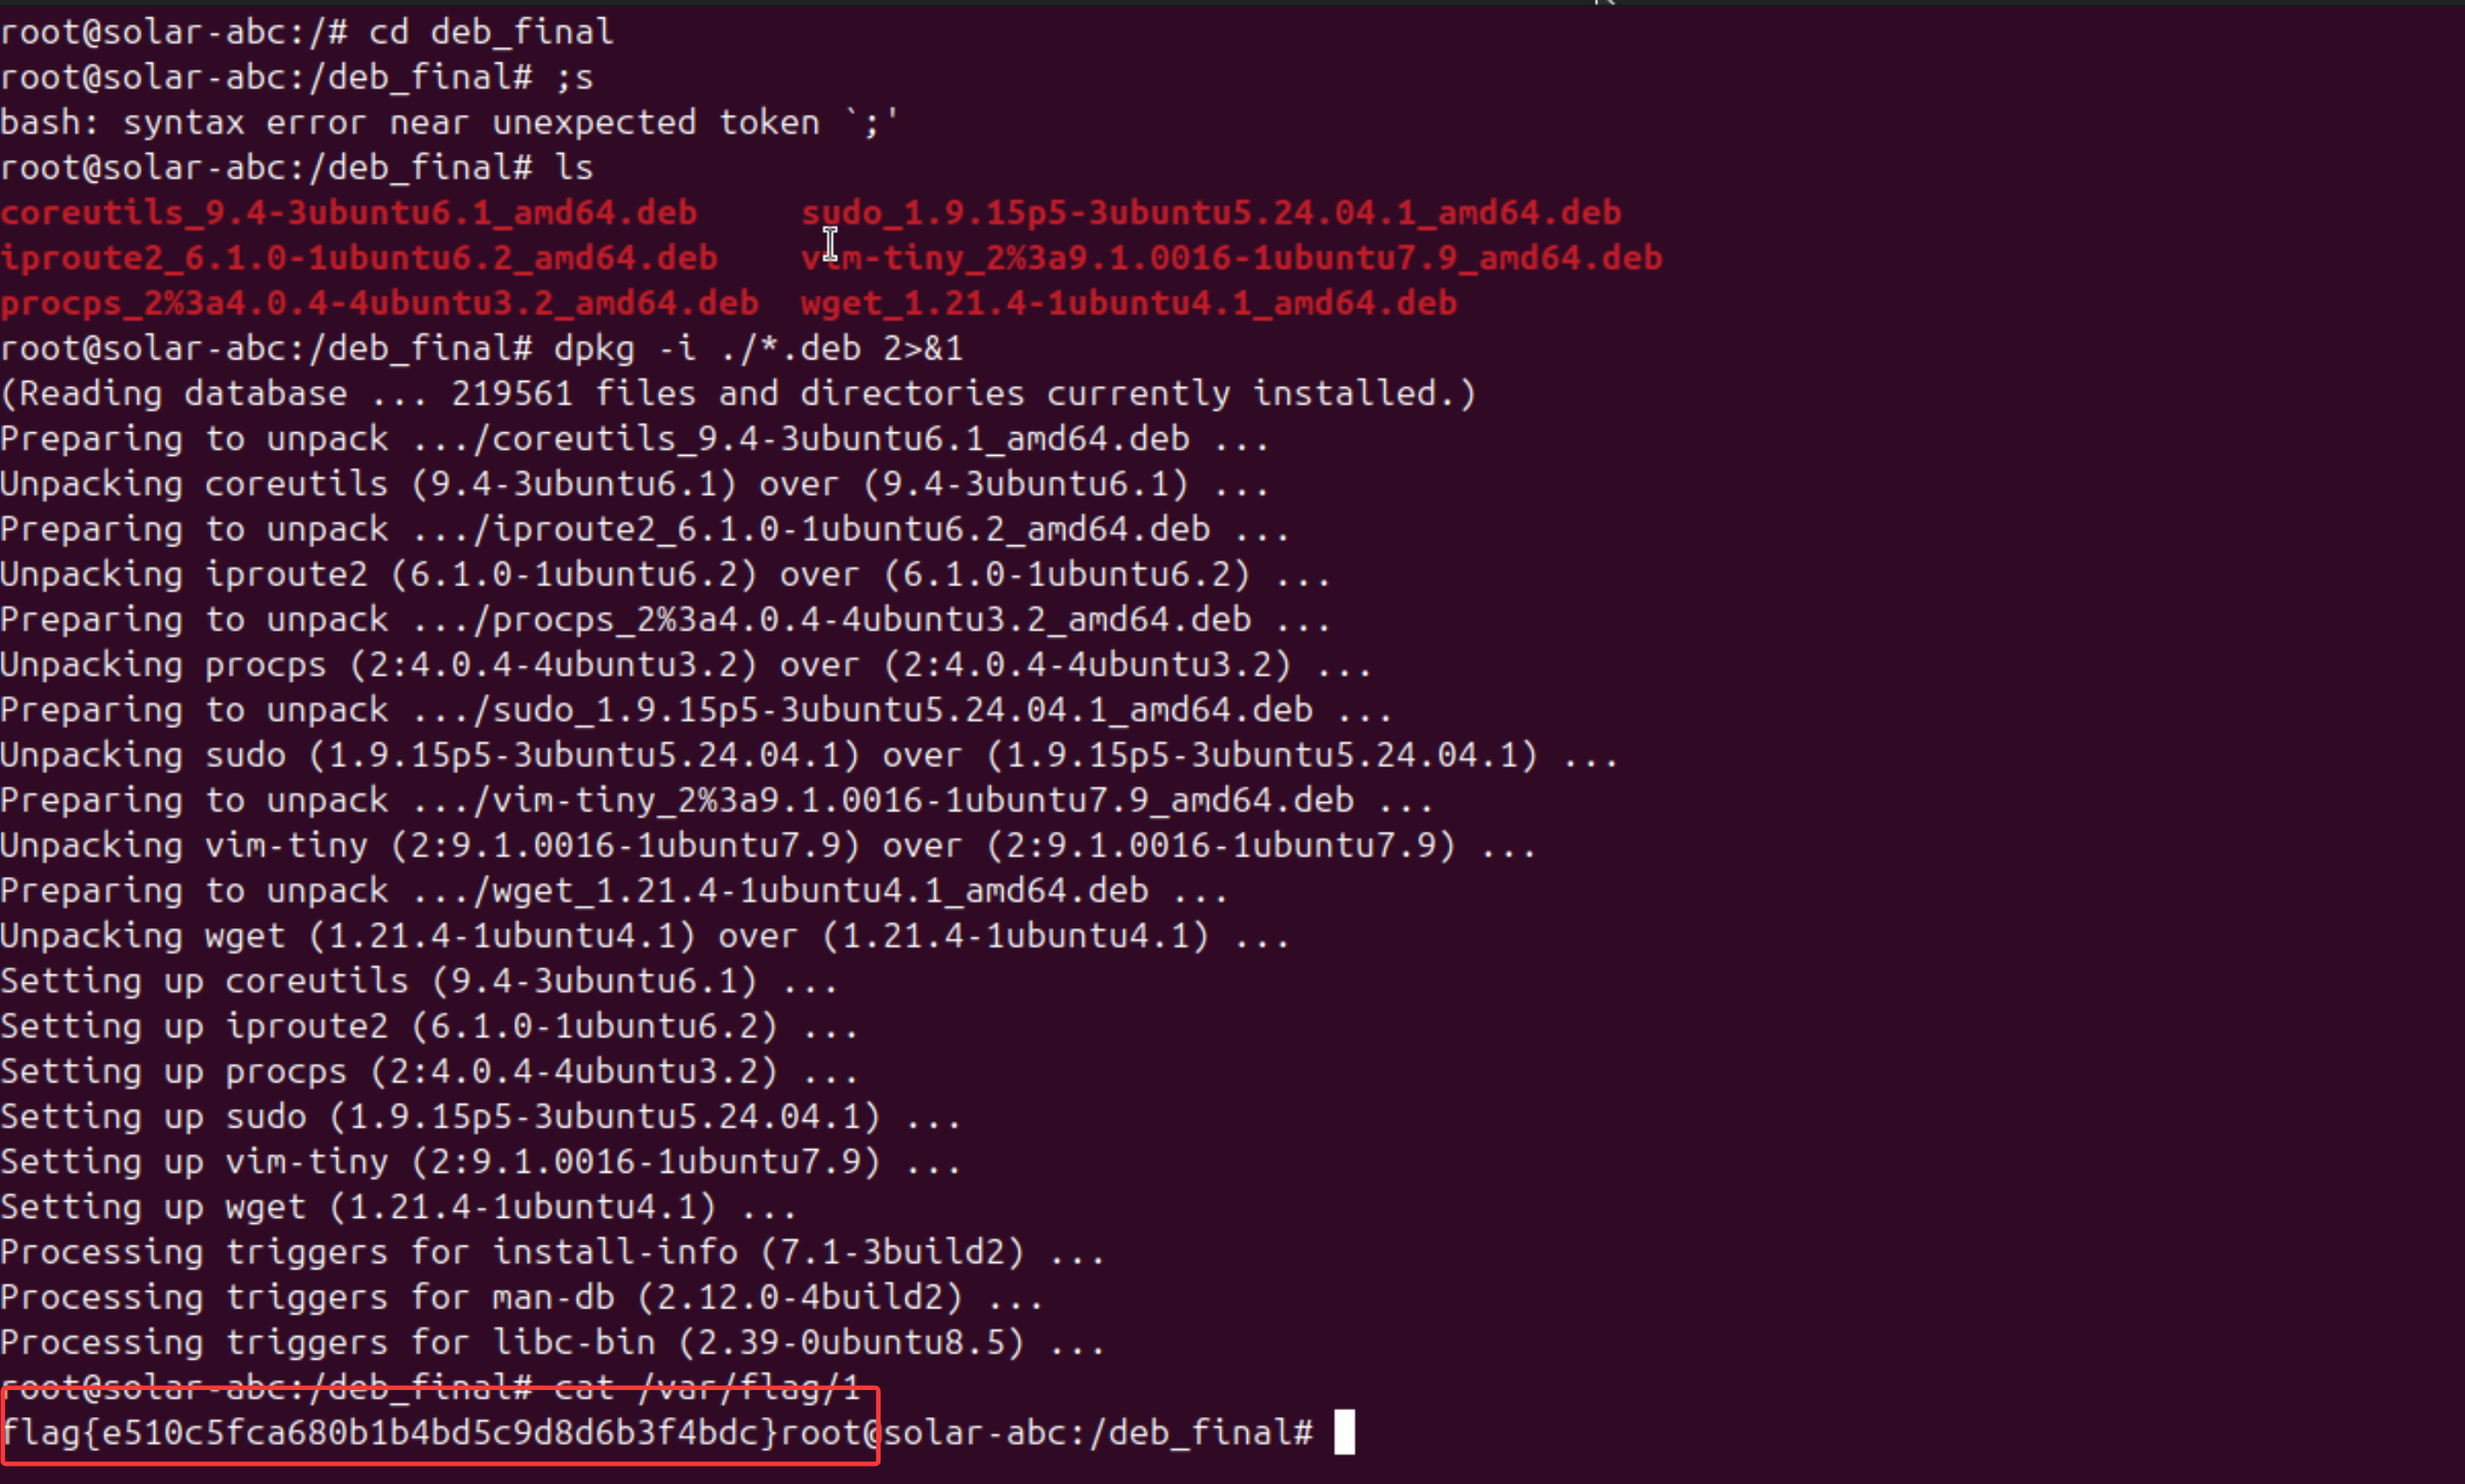 root@solar-abc:/# cd deb_final
root@solar-abc:/deb_final# ;s
bash: syntax error near unexpected token `;'
root@solar-abc:/deb_final# ls
coreutils_9.4-3ubuntu6.1_amd64.deb     sudo_1.9.15p5-3ubuntu5.24.04.1_amd64.deb
iproute2_6.1.0-1ubuntu6.2_amd64.deb    vim-tiny_2%3a9.1.0016-1ubuntu7.9_amd64.deb
procps_2%3a4.0.4-4ubuntu3.2_amd64.deb  wget_1.21.4-1ubuntu4.1_amd64.deb
root@solar-abc:/deb_final# dpkg -i ./*.deb 2>&1
(Reading database ... 219561 files and directories currently installed.)
Preparing to unpack .../coreutils_9.4-3ubuntu6.1_amd64.deb ...
Unpacking coreutils (9.4-3ubuntu6.1) over (9.4-3ubuntu6.1) ...
Preparing to unpack .../iproute2_6.1.0-1ubuntu6.2_amd64.deb ...
Unpacking iproute2 (6.1.0-1ubuntu6.2) over (6.1.0-1ubuntu6.2) ...
Preparing to unpack .../procps_2%3a4.0.4-4ubuntu3.2_amd64.deb ...
Unpacking procps (2:4.0.4-4ubuntu3.2) over (2:4.0.4-4ubuntu3.2) ...
Preparing to unpack .../sudo_1.9.15p5-3ubuntu5.24.04.1_amd64.deb ...
Unpacking sudo (1.9.15p5-3ubuntu5.24.04.1) over (1.9.15p5-3ubuntu5.24.04.1) ...
Preparing to unpack .../vim-tiny_2%3a9.1.0016-1ubuntu7.9_amd64.deb ...
Unpacking vim-tiny (2:9.1.0016-1ubuntu7.9) over (2:9.1.0016-1ubuntu7.9) ...
Preparing to unpack .../wget_1.21.4-1ubuntu4.1_amd64.deb ...
Unpacking wget (1.21.4-1ubuntu4.1) over (1.21.4-1ubuntu4.1) ...
Setting up coreutils (9.4-3ubuntu6.1) ...
Setting up iproute2 (6.1.0-1ubuntu6.2) ...
Setting up procps (2:4.0.4-4ubuntu3.2) ...
Setting up sudo (1.9.15p5-3ubuntu5.24.04.1) ...
Setting up vim-tiny (2:9.1.0016-1ubuntu7.9) ...
Setting up wget (1.21.4-1ubuntu4.1) ...
Processing triggers for install-info (7.1-3build2) ...
Processing triggers for man-db (2.12.0-4build2) ...
Processing triggers for libc-bin (2.39-0ubuntu8.5) ...
root@solar-abc:/deb_final# cat /var/flag/1
flag{e510c5fca680b1b4bd5c9d8d6b3f4bdc}root@solar-abc:/deb_final#